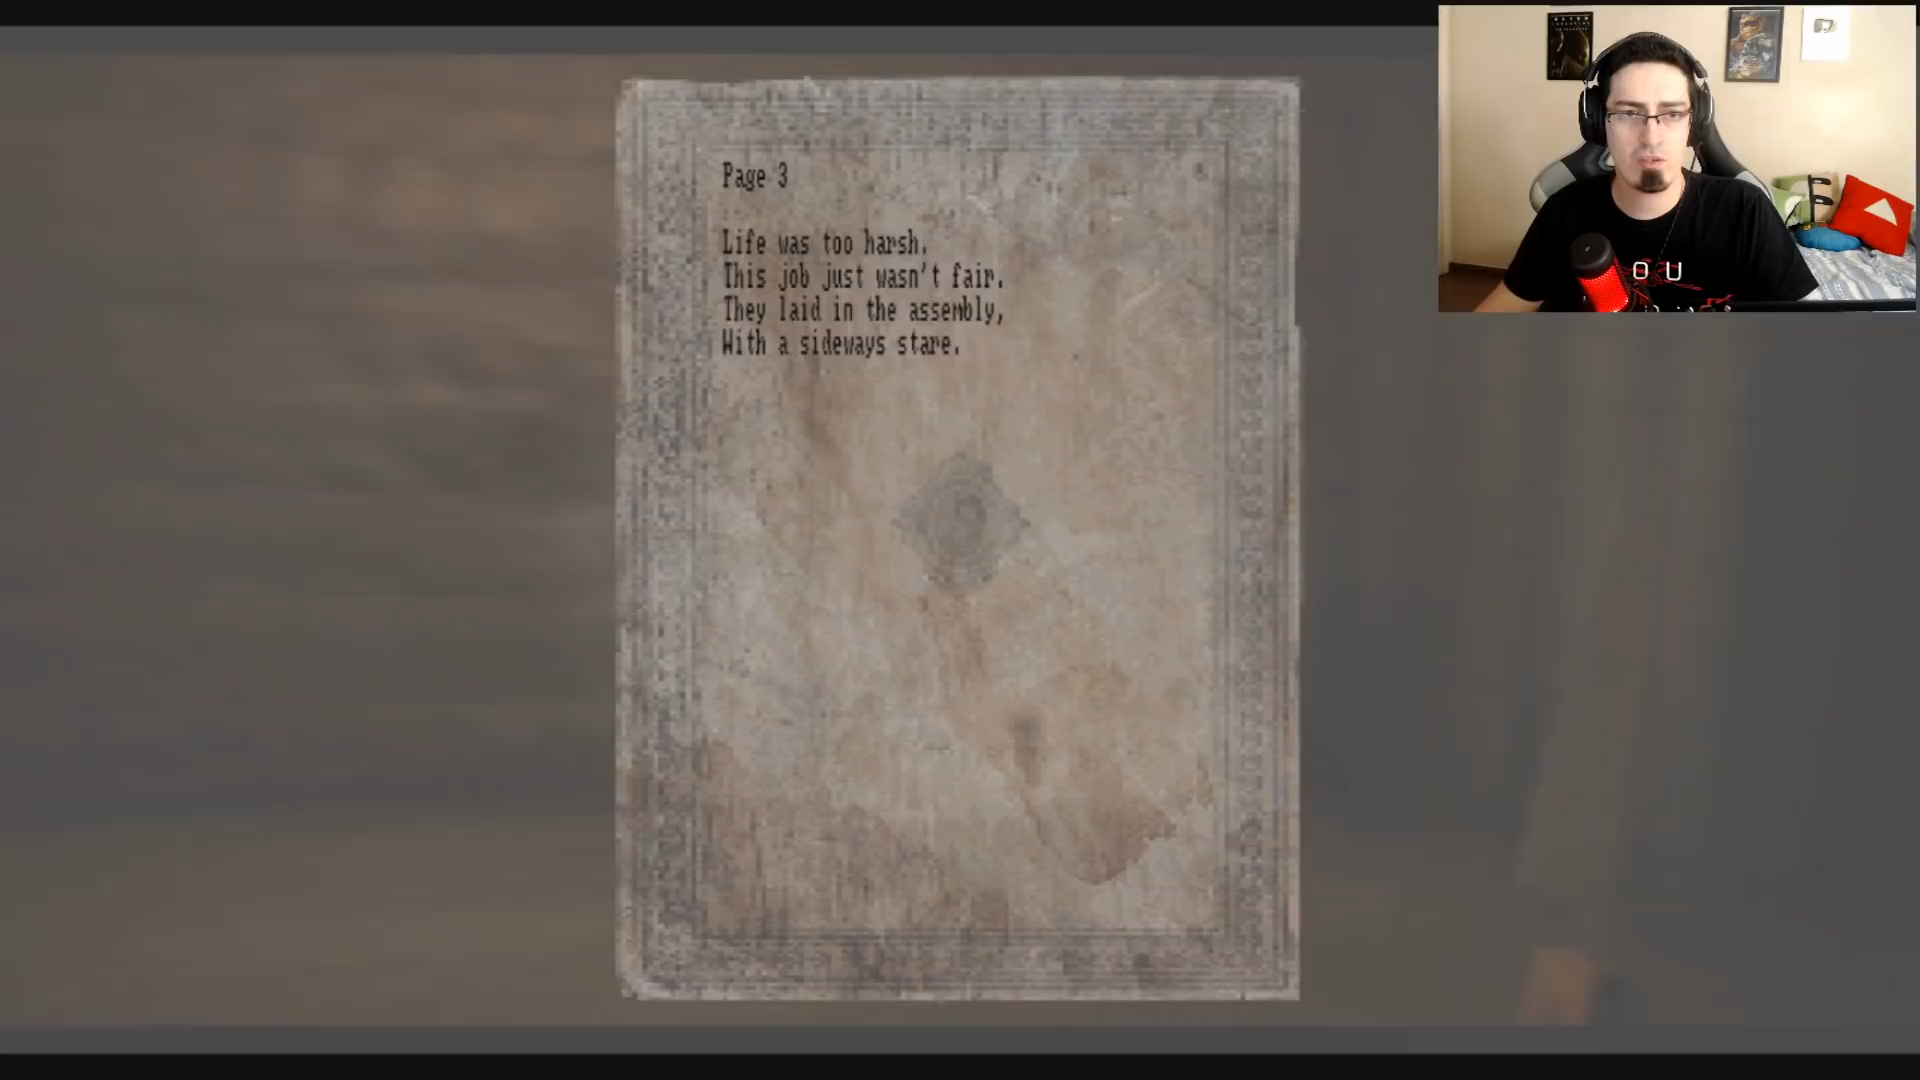 Page 3
Life was too harsh.
This job just wasn't fair.
They laid in the assembly,
With a sideways stare.
O U